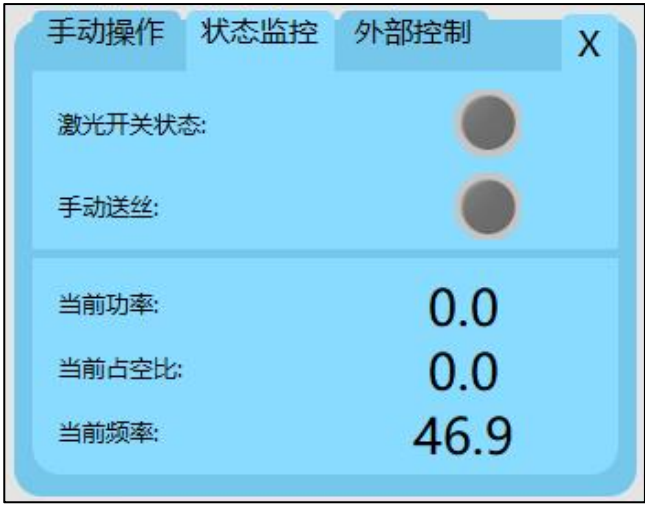 手动操作 状态监控 外部控制 X
激光开关状态:
手动送丝:
当前功率: 0.0
当前占空比: 0.0
当前频率: 46.9